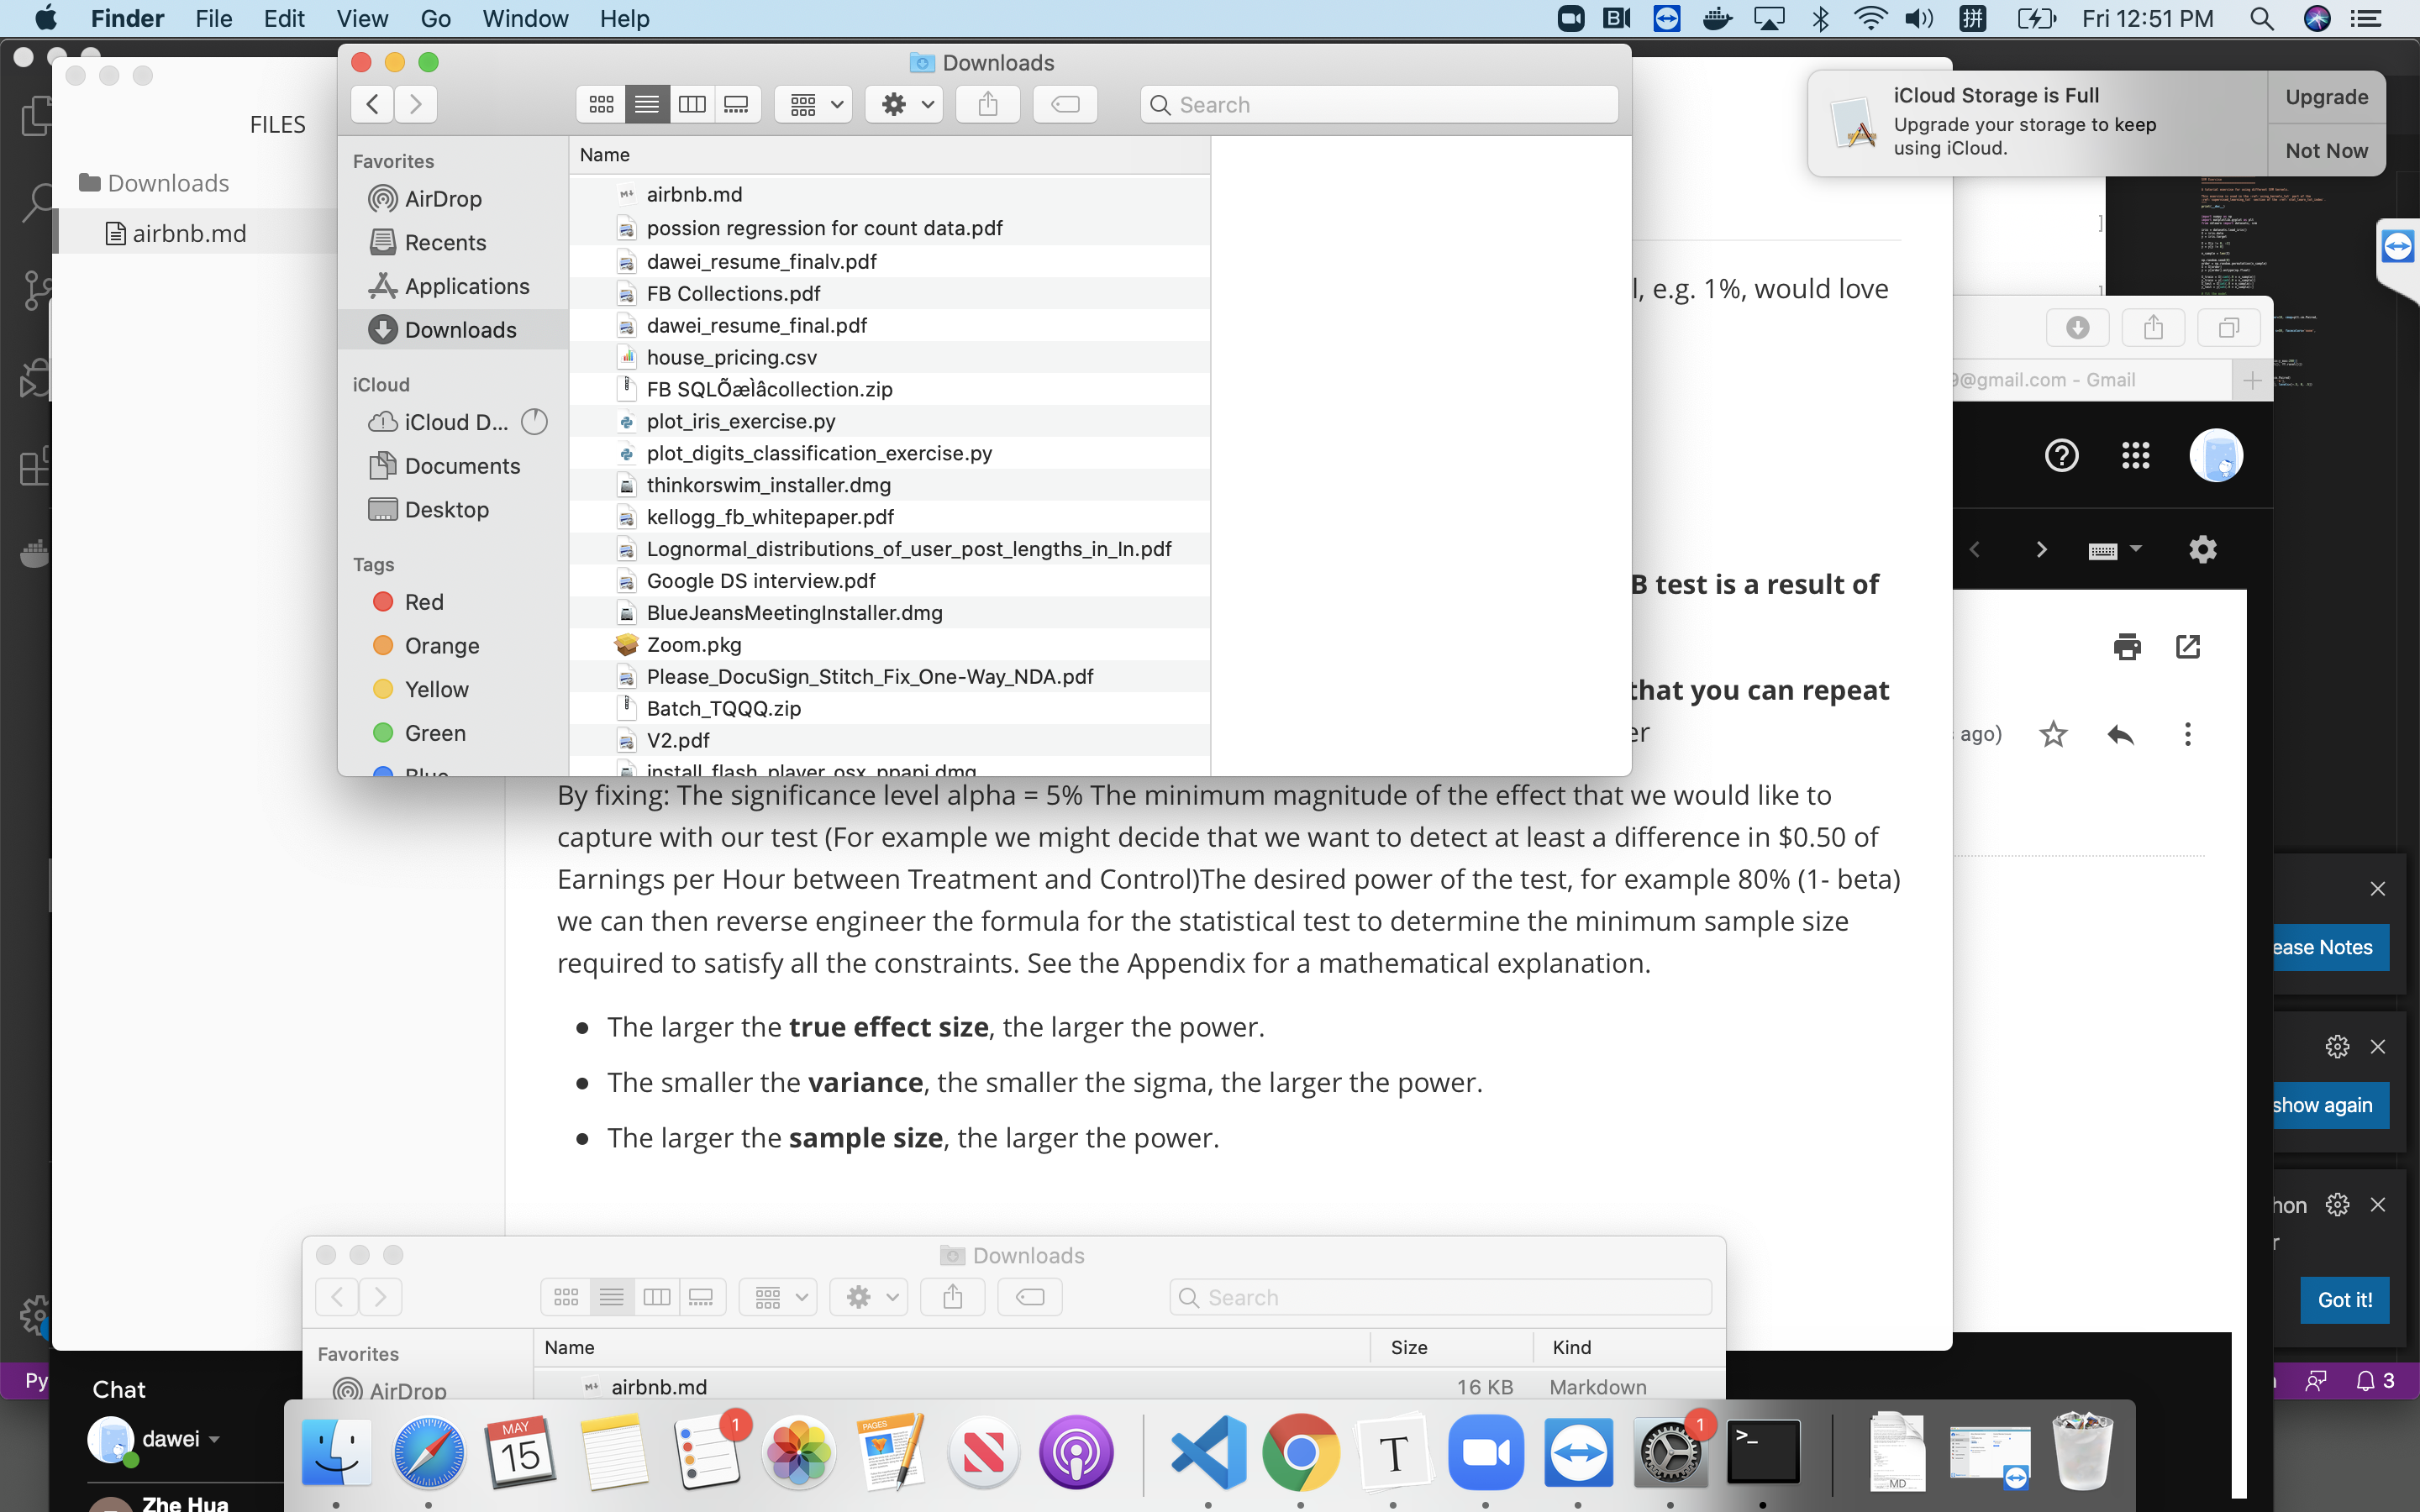 Finder File Edit View Go Window Help
拼 Fri 12:51 PM
FILES
Downloads
airbnb.md
Downloads
Search
Favorites
AirDrop
Recents
Applications
Downloads
iCloud
iCloud D...
Documents
Desktop
Tags
Red
Orange
Yellow
Green
Blue
Name
airbnb.md
possion regression for count data.pdf
dawei_resume_finalv.pdf
FB Collections.pdf
dawei_resume_final.pdf
house_pricing.csv
FB SQLÕæÌâcollection.zip
plot_iris_exercise.py
plot_digits_classification_exercise.py
thinkorswim_installer.dmg
kellogg_fb_whitepaper.pdf
Lognormal_distributions_of_user_post_lengths_in_In.pdf
Google DS interview.pdf
BlueJeansMeetingInstaller.dmg
Zoom.pkg
Please_DocuSign_Stitch_Fix_One-Way_NDA.pdf
Batch_TQQQ.zip
V2.pdf
install_flash_player_osx_ppapi.dmg
iCloud Storage is Full
Upgrade your storage to keep
using iCloud.
Upgrade
Not Now
l, e.g. 1%, would love
9@gmail.com - Gmail
B test is a result of
that you can repeat
er
ago)
By fixing: The significance level alpha = 5% The minimum magnitude of the effect that we would like to
capture with our test (For example we might decide that we want to detect at least a difference in $0.50 of
Earnings per Hour between Treatment and Control)The desired power of the test, for example 80% (1- beta)
we can then reverse engineer the formula for the statistical test to determine the minimum sample size
required to satisfy all the constraints. See the Appendix for a mathematical explanation.
● The larger the true effect size, the larger the power.
● The smaller the variance, the smaller the sigma, the larger the power.
● The larger the sample size, the larger the power.
ease Notes
show again
hon
r
Got it!
3
Downloads
Search
Favorites
AirDrop
Name Size Kind
airbnb.md 16 KB Markdown
Py
Chat
dawei
Zhe Hua
MAY
15
1
PAGES
T
1
>_
MD